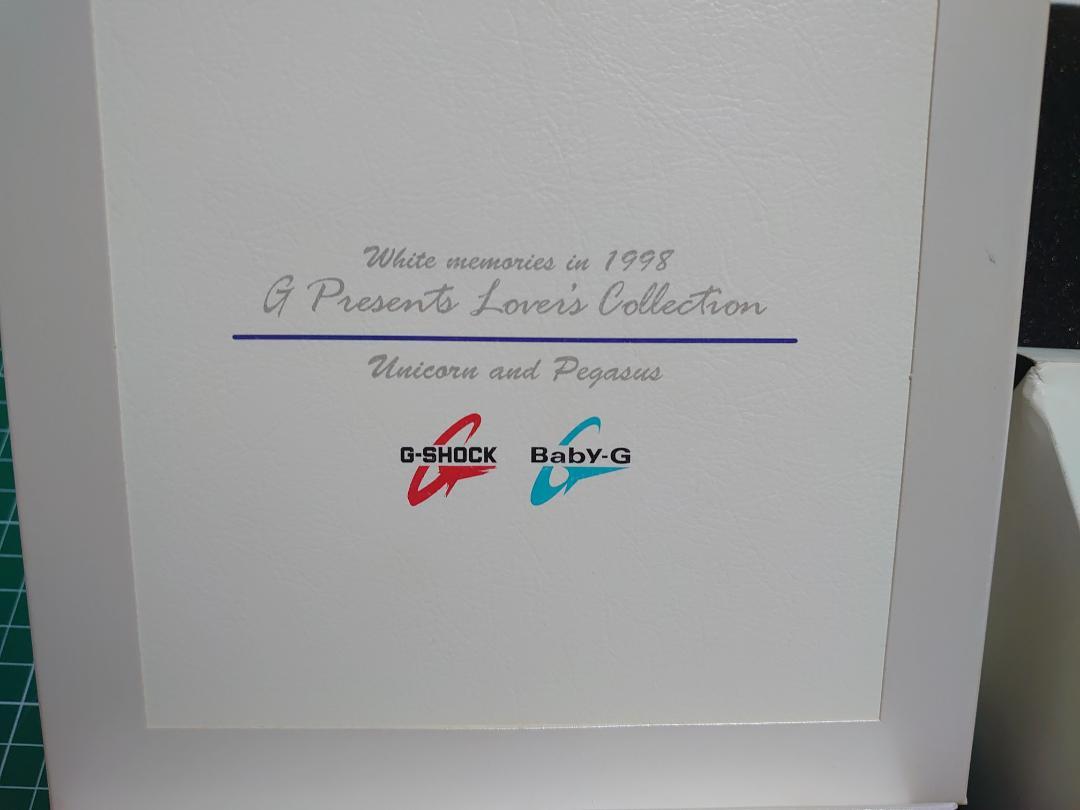 White memories in 1998
G Presents Lover's Collection
Unicorn and Pegasus
G-SHOCK Baby-G